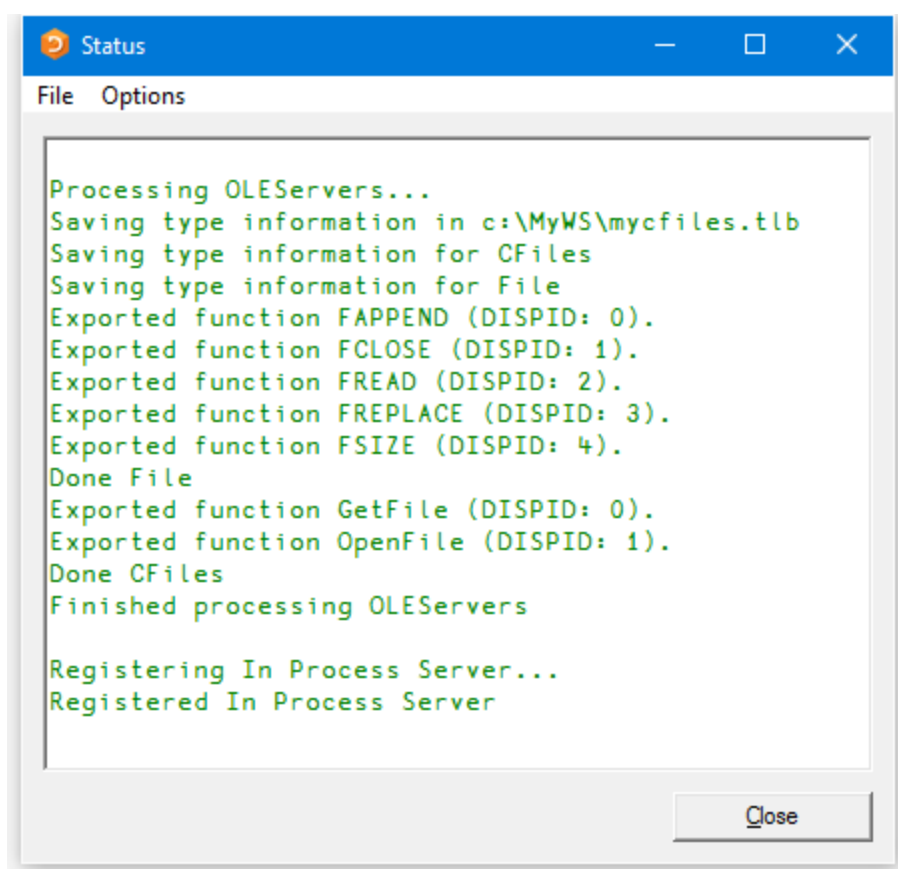 Status
File Options
Processing OLEServers...
Saving type information in c:\MyWS\mycfiles.tlb
Saving type information for CFiles
Saving type information for File
Exported function FAPPEND (DISPID: 0).
Exported function FCLOSE (DISPID: 1).
Exported function FREAD (DISPID: 2).
Exported function FREPLACE (DISPID: 3).
Exported function FSIZE (DISPID: 4).
Done File
Exported function GetFile (DISPID: 0).
Exported function OpenFile (DISPID: 1).
Done CFiles
Finished processing OLEServers
Registering In Process Server...
Registered In Process Server
Close